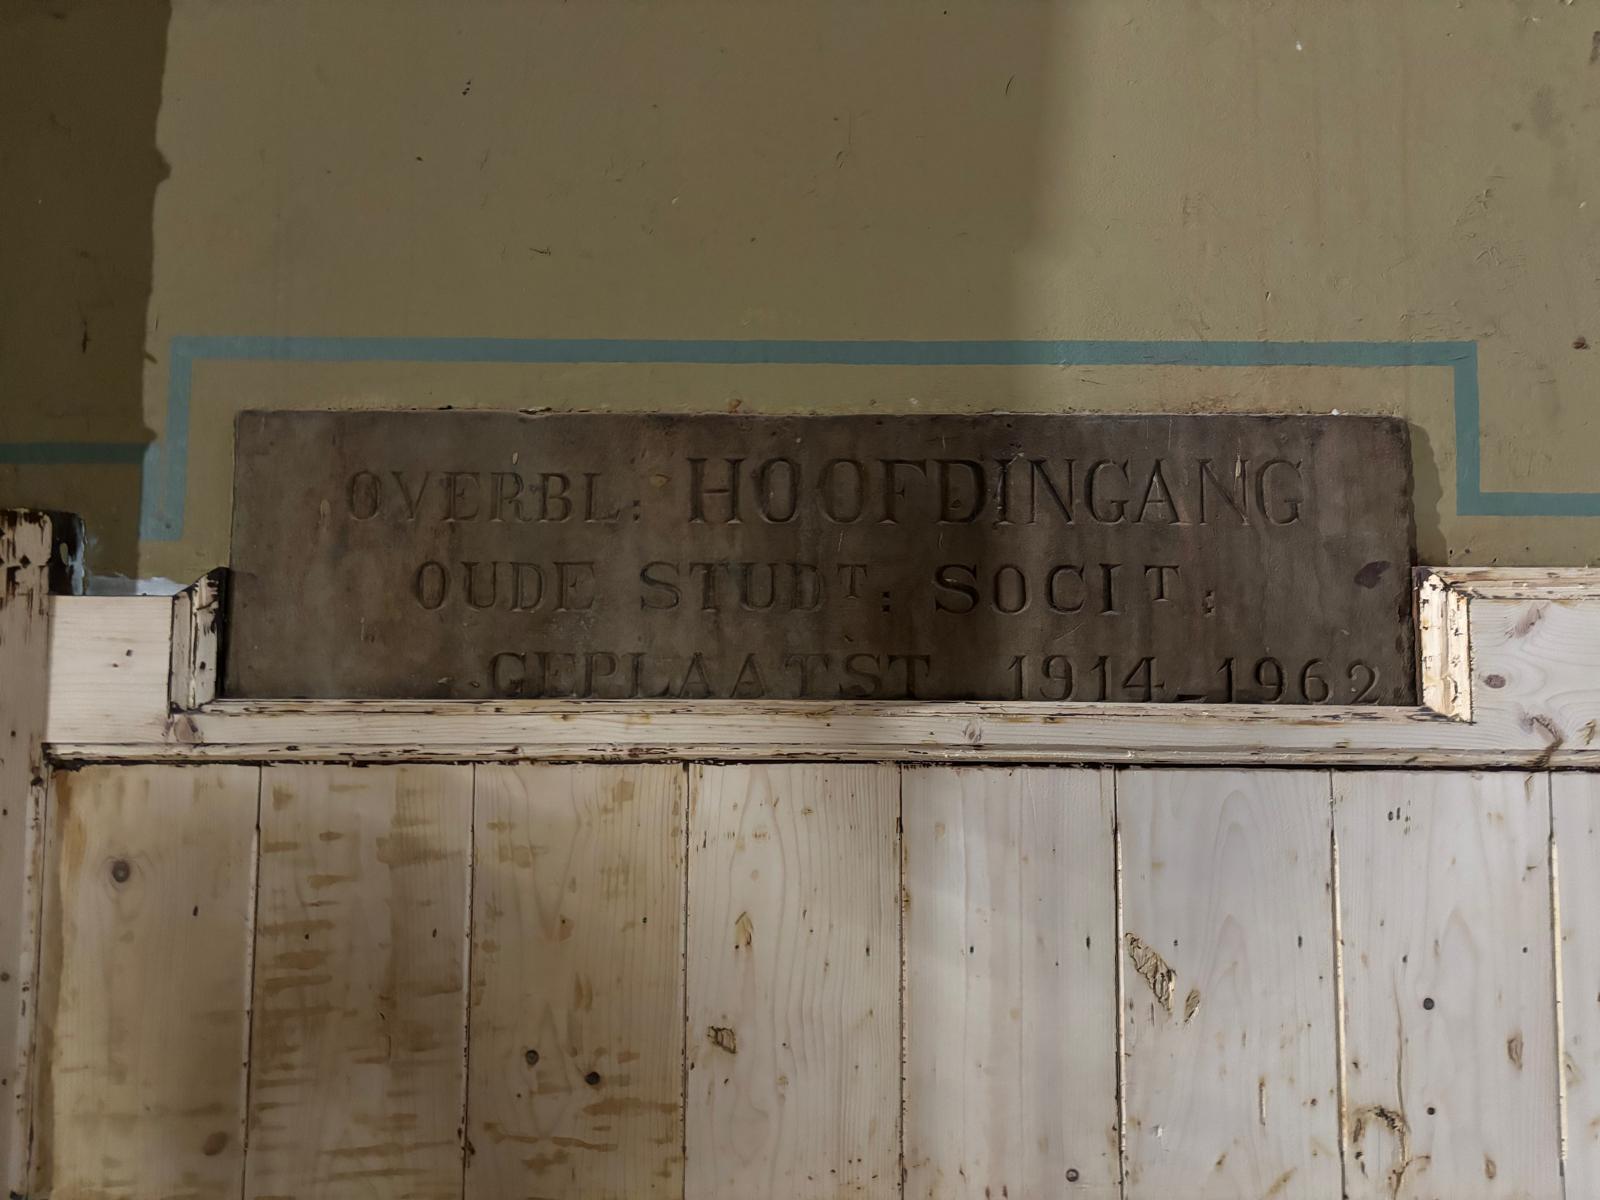 OVERBL: HOOFDINGANG
OUDE STUDT: SOCIT:
GEPLAATST 1914-1962